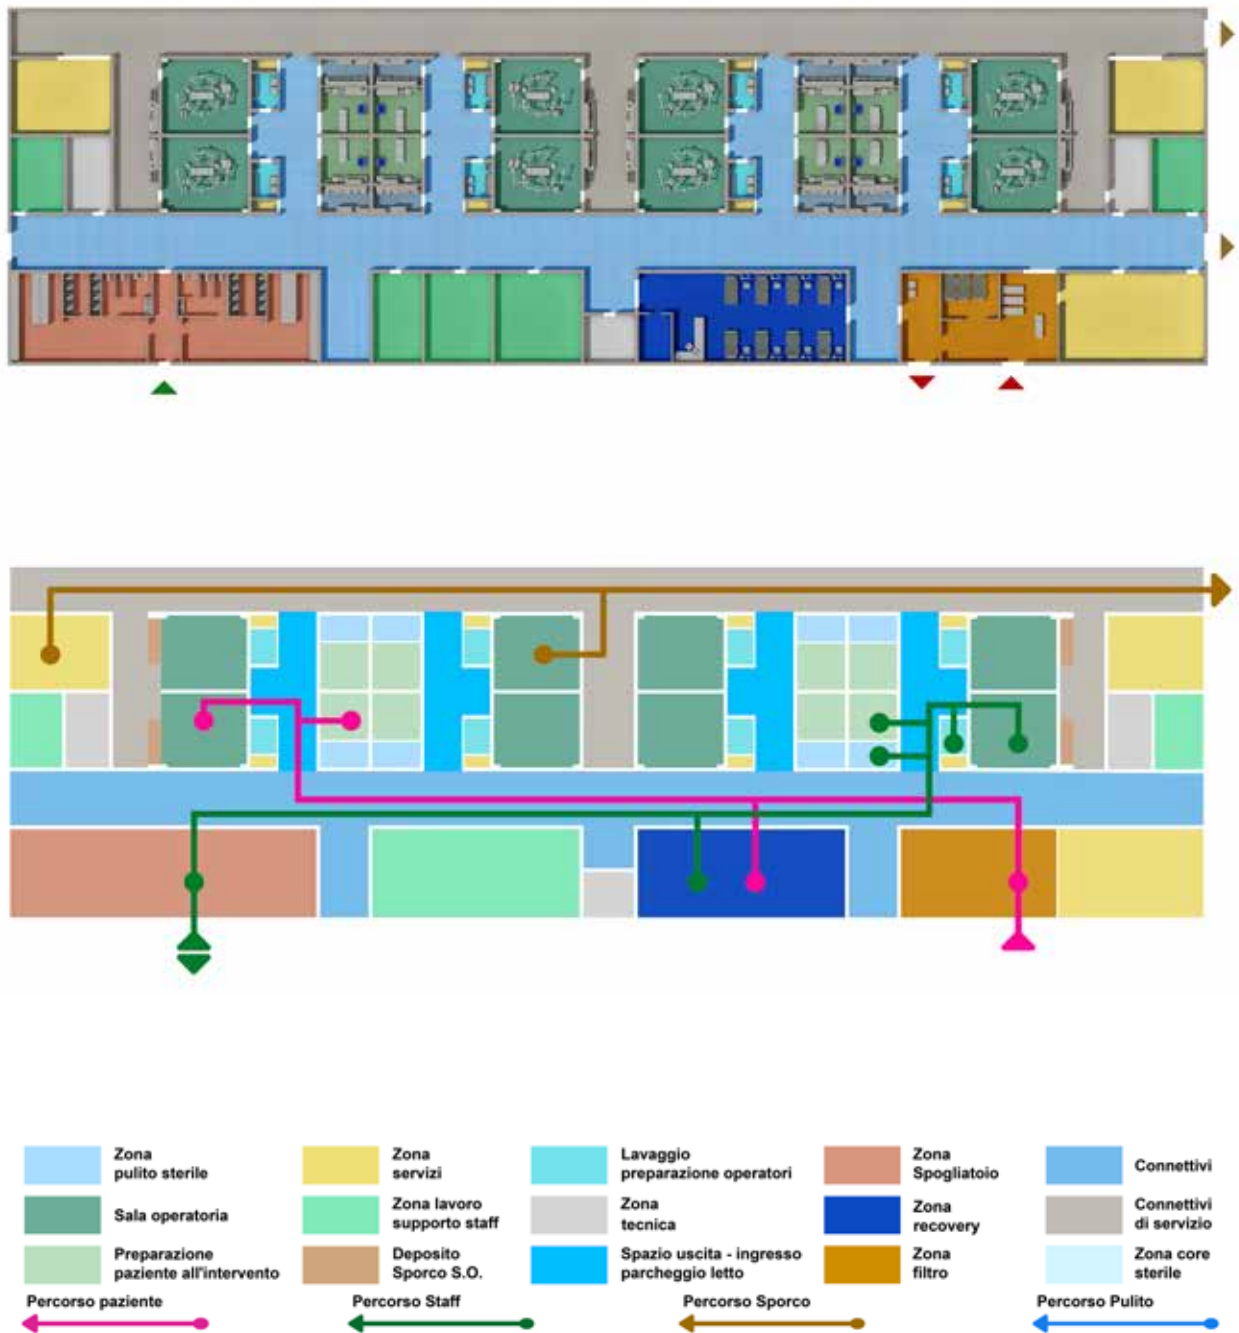 Zona
pulito sterile
Zona
servizi
Lavaggio
preparazione operatori
Zona
Spogliatoio
Connettivi
Sala operatoria
Zona lavoro
supporto staff
Zona
tecnica
Zona
recovery
Connettivi
di servizio
Preparazione
paziente all'intervento
Deposito
Sporco S.O.
Spazio uscita - ingresso
parcheggio letto
Zona
filtro
Zona core
sterile
Percorso paziente
Percorso Staff
Percorso Sporco
Percorso Pulito